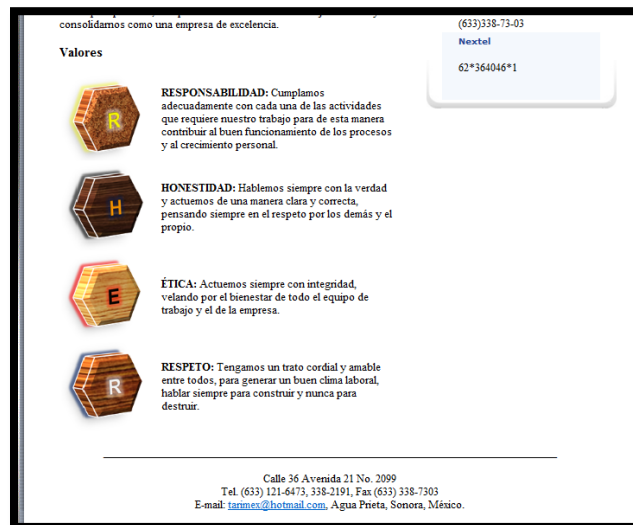 consolidarnos como una empresa de excelencia.
(633)338-73-03
Nextel
62*364046*1
Valores
R
RESPONSABILIDAD: Cumplamos
adecuadamente con cada una de las actividades
que requiere nuestro trabajo para de esta manera
contribuir al buen funcionamiento de los procesos
y al crecimiento personal.
H
HONESTIDAD: Hablemos siempre con la verdad
y actuemos de una manera clara y correcta,
pensando siempre en el respeto por los demás y el
propio.
E
ÉTICA: Actuemos siempre con integridad,
velando por el bienestar de todo el equipo de
trabajo y el de la empresa.
R
RESPETO: Tengamos un trato cordial y amable
entre todos, para generar un buen clima laboral,
hablar siempre para construir y nunca para
destruir.
Calle 36 Avenida 21 No. 2099
Tel. (633) 121-6473, 338-2191, Fax (633) 338-7303
E-mail: tarimex@hotmail.com, Agua Prieta, Sonora, México.